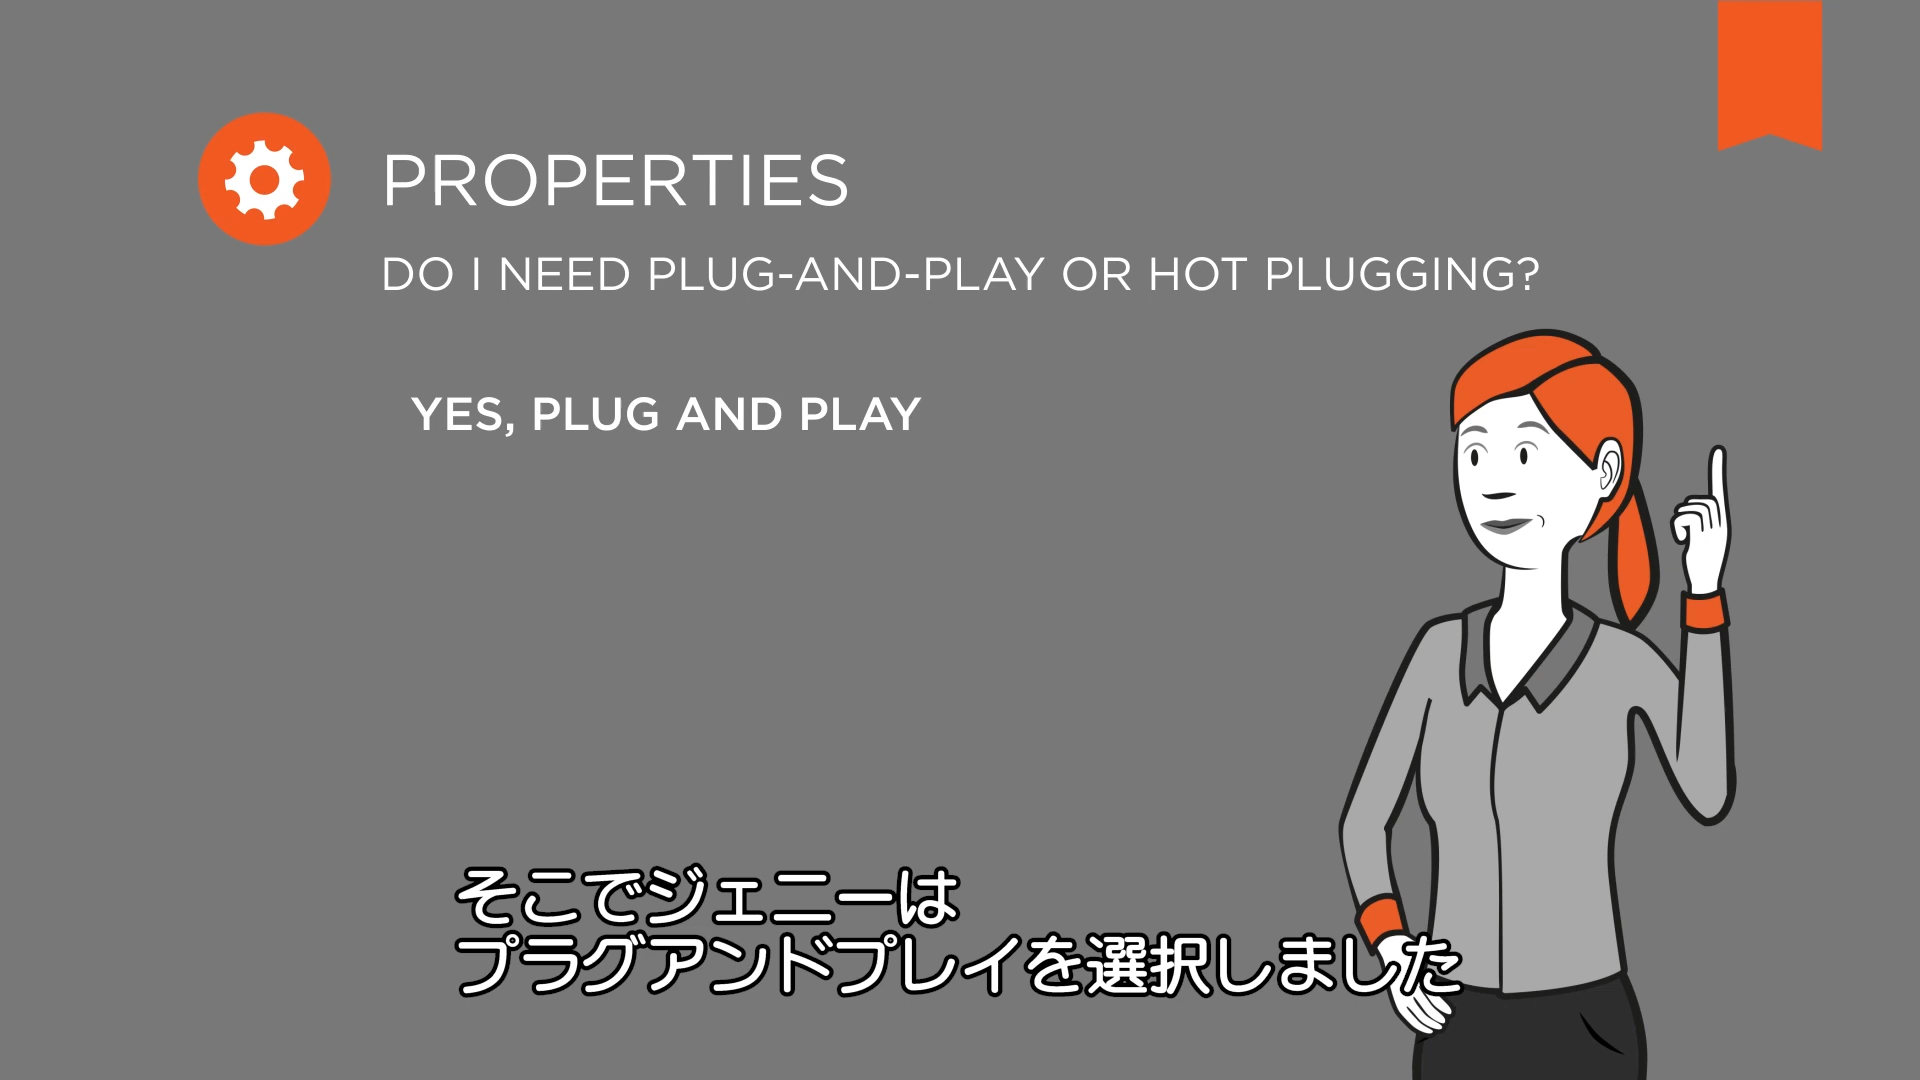 PROPERTIES
DO I NEED PLUG-AND-PLAY OR HOT PLUGGING?
YES, PLUG AND PLAY
そこでジェニーは
プラグアンドプレイを選択しました